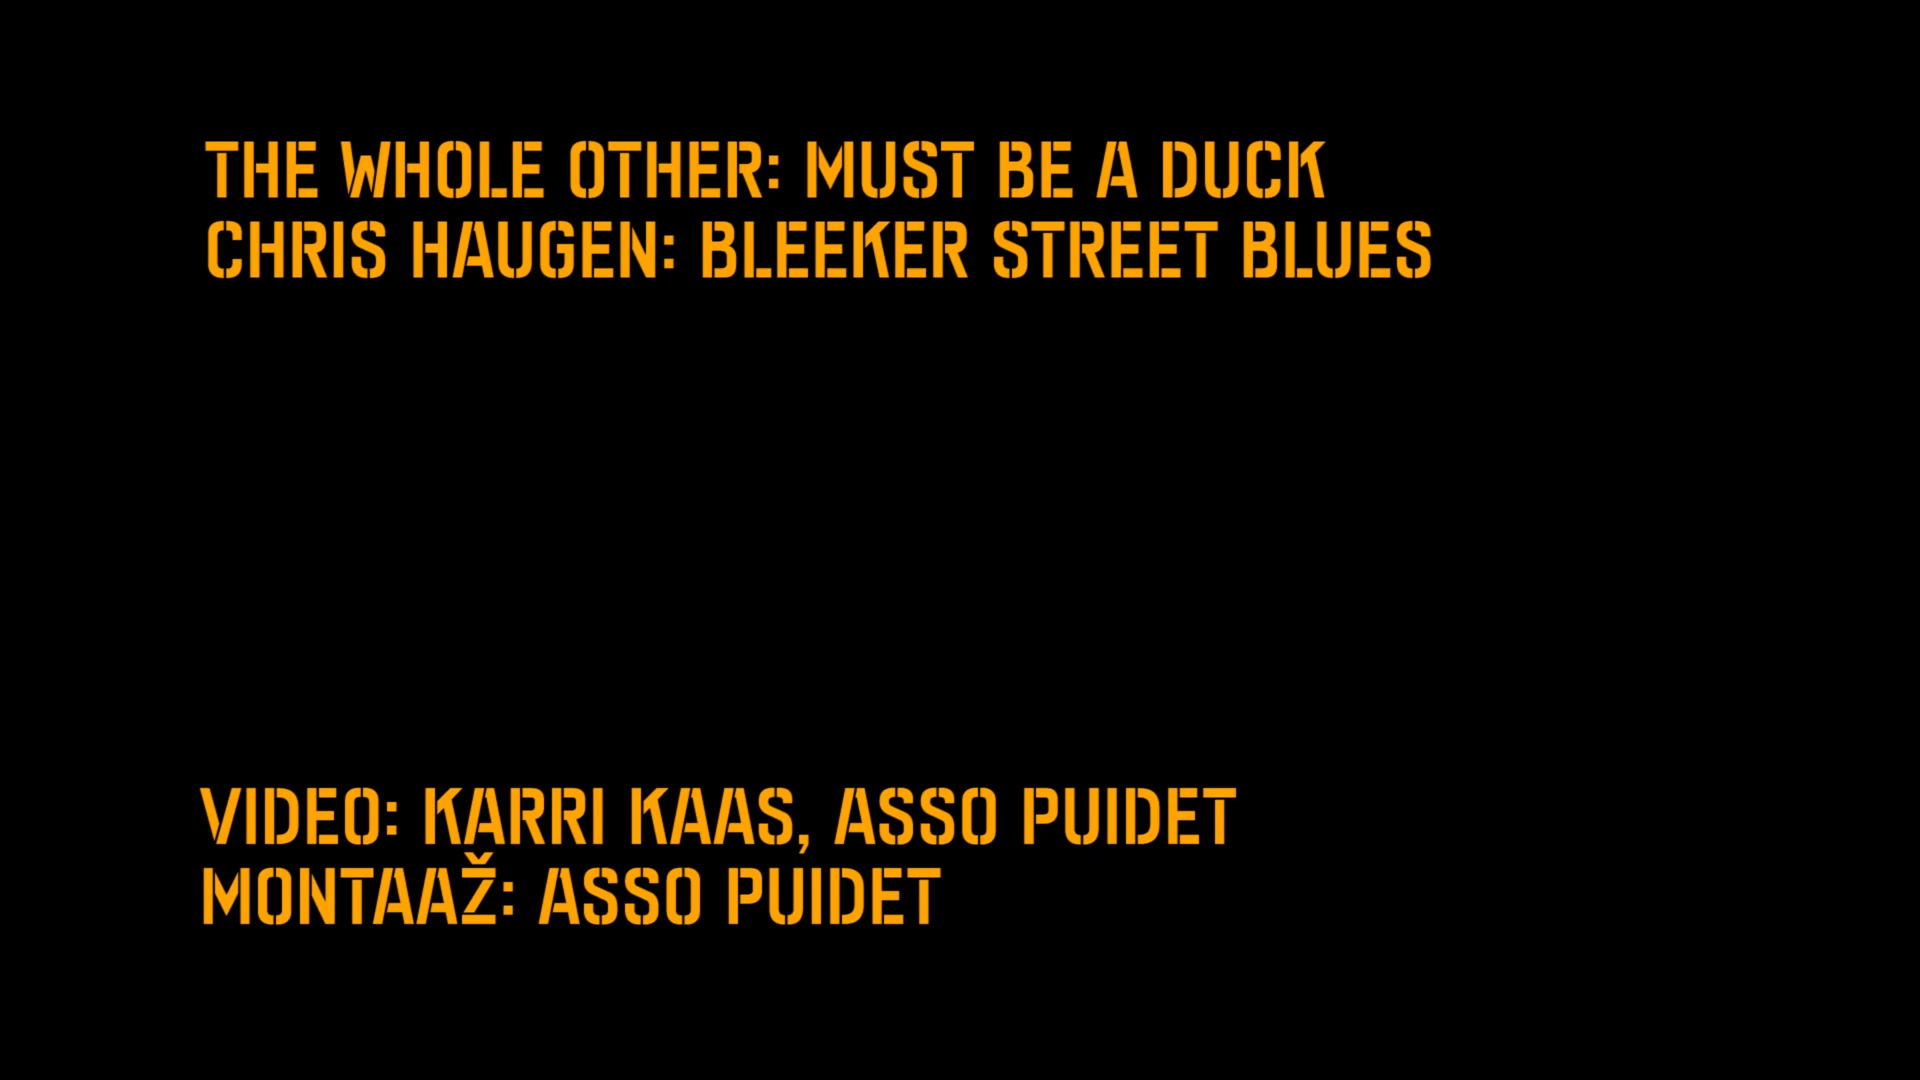 THE WHOLE OTHER: MUST BE A DUCK
CHRIS HAUGEN: BLEEKER STREET BLUES
VIDEO: KARRI KAAS, ASSO PUIDET
MONTAAŽ: ASSO PUIDET